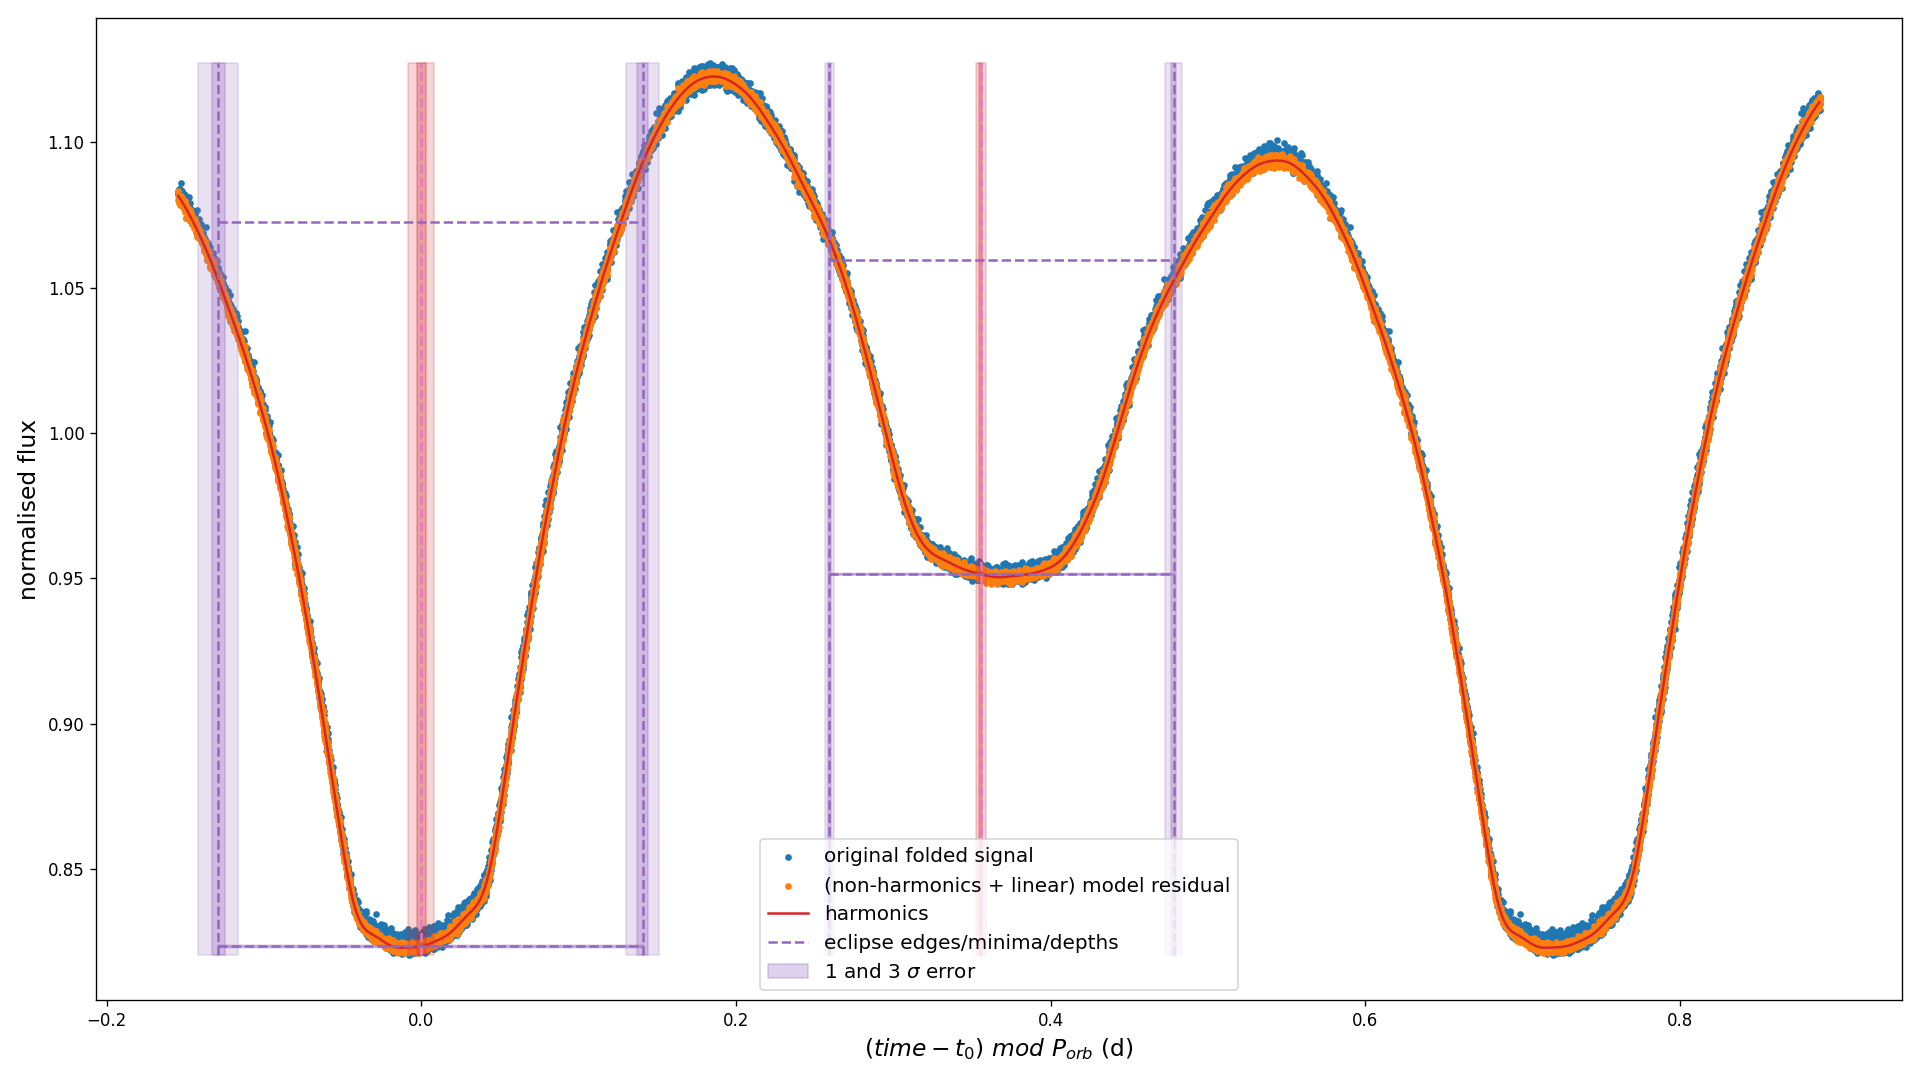 normalised flux
1.10
1.05
1.00
0.95
0.90
0.85
original folded signal
(non-harmonics + linear) model residual
harmonics
eclipse edges/minima/depths
1 and 3 σ error
−0.2
0.0
0.2
0.4
0.6
0.8
(time − t₀) mod Pₒᵣb (d)